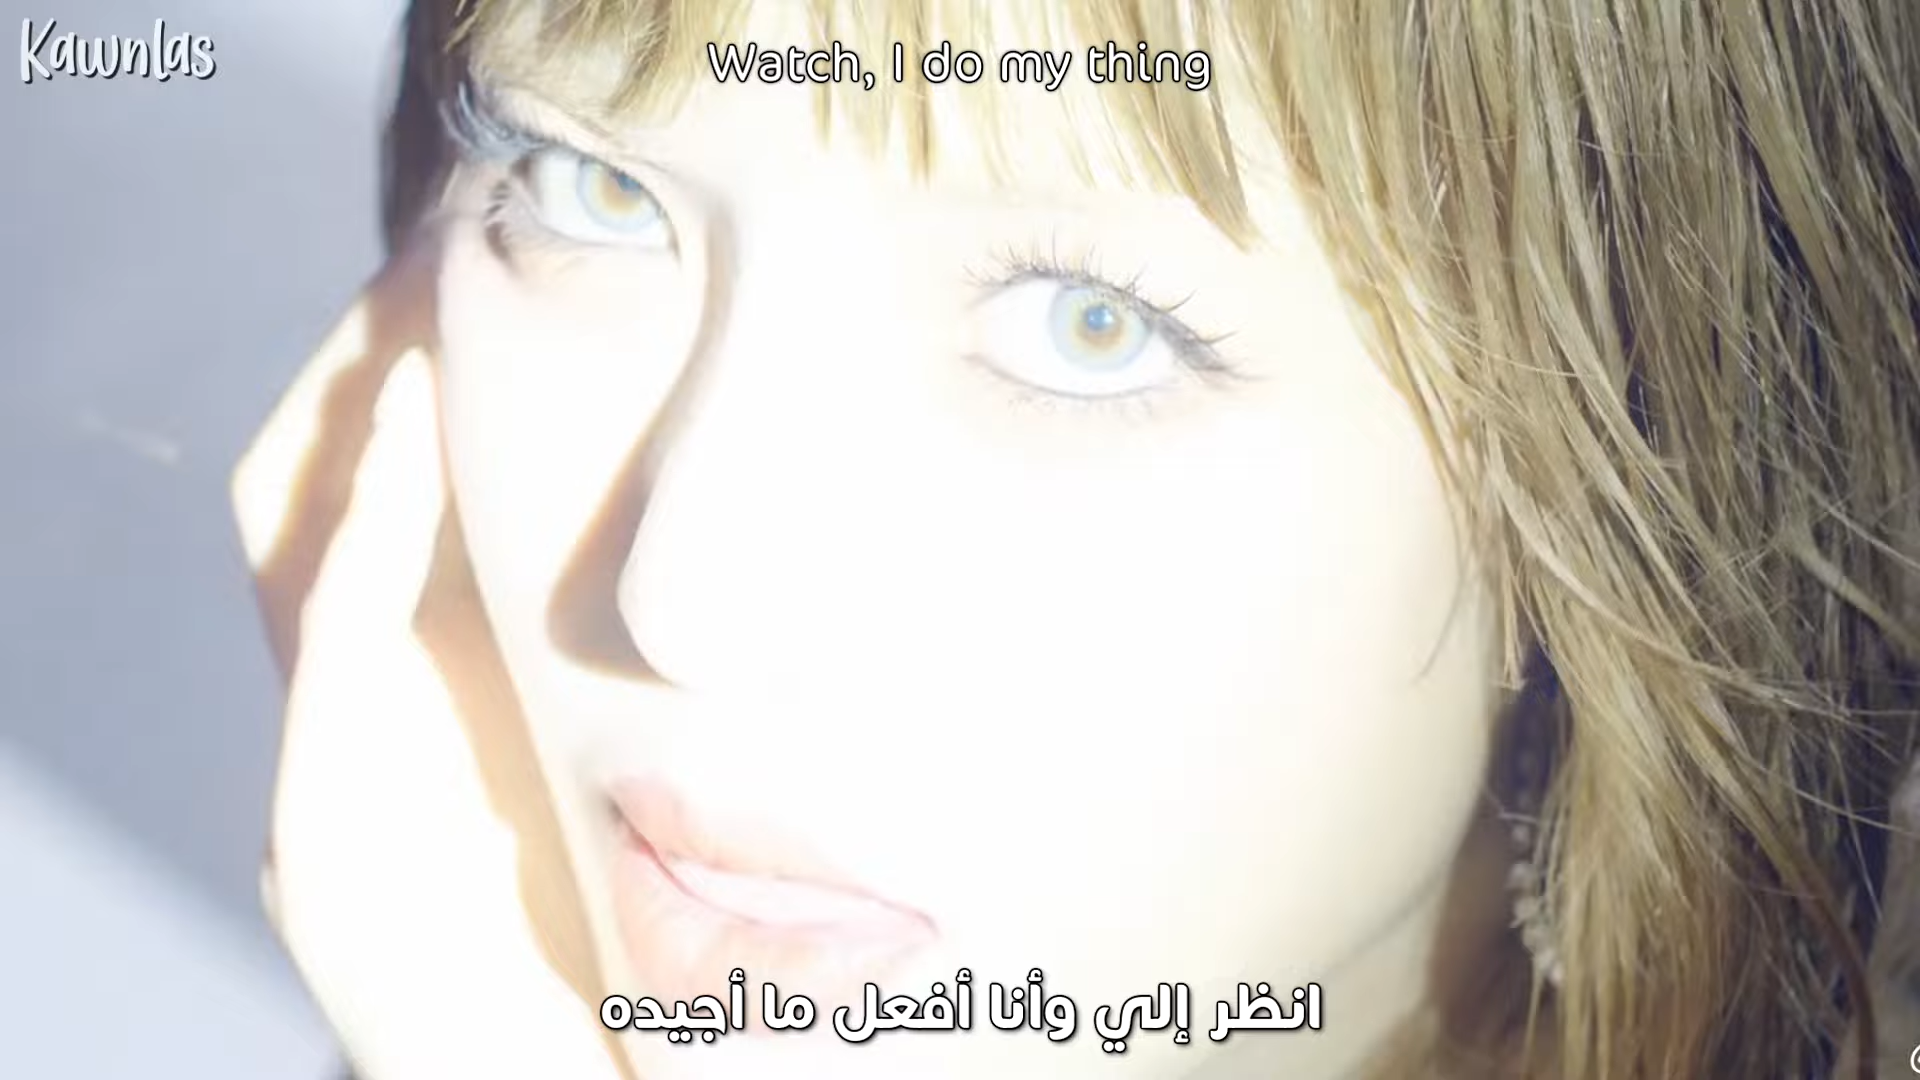 Kawnlas
Watch, I do my thing
انظر إلي وأنا أفعل ما أجيده